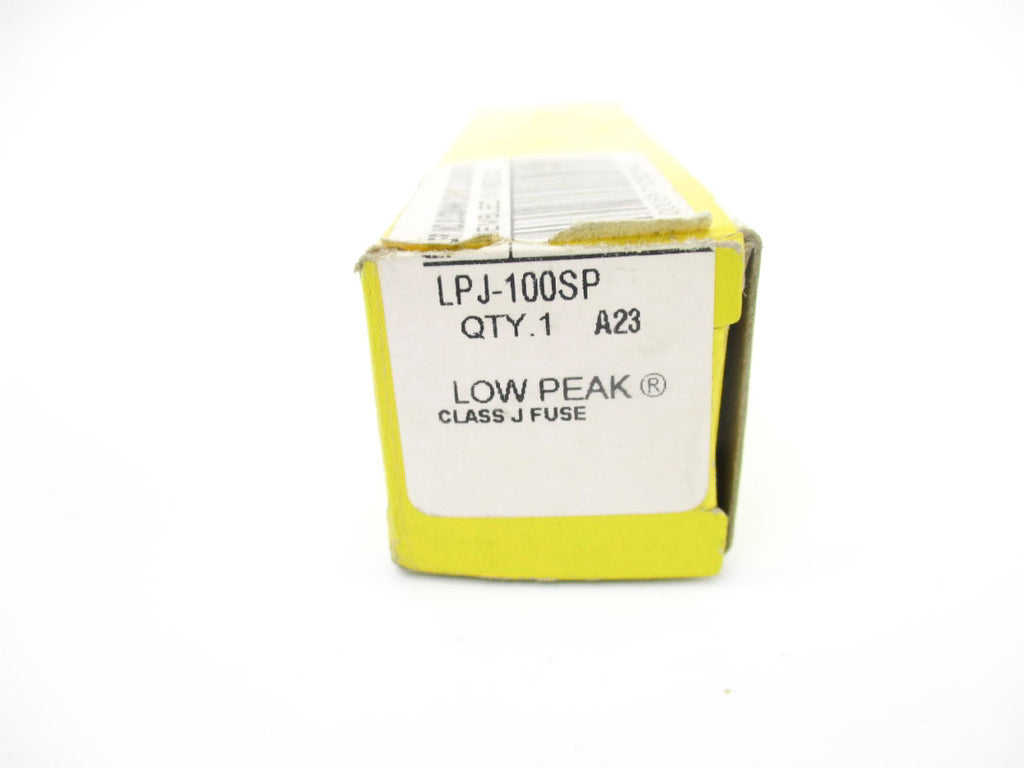 LPJ-100SP
QTY.1 A23
LOW PEAK ®
CLASS J FUSE